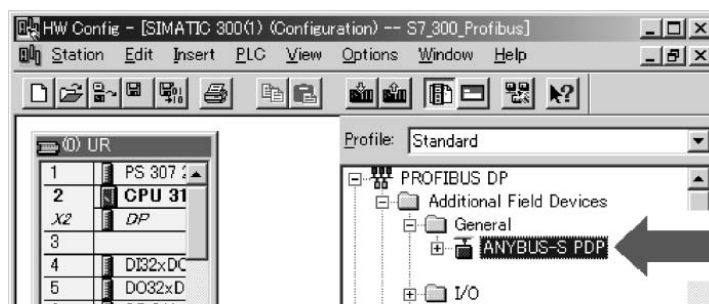 HW Config - [SIMATIC 300(1) (Configuration) -- S7_300_Profibus]
Station Edit Insert PLC View Options Window Help
(0) UR
1 PS 307
2 CPU 31
X2 DP
3
4 DI32xDO
5 DO32xD
Profile: Standard
PROFIBUS DP
Additional Field Devices
General
ANYBUS-S PDP
I/O